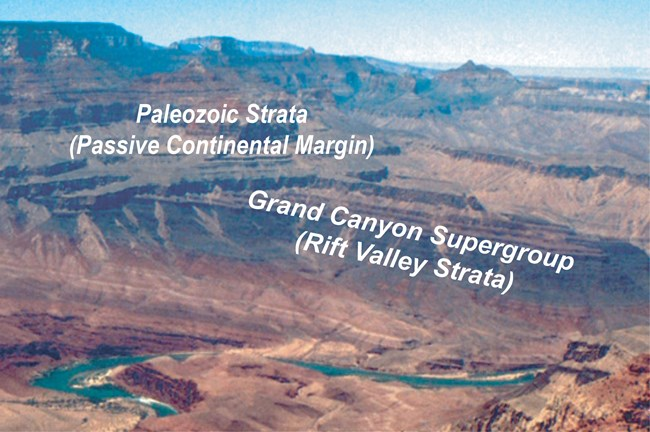 Paleozoic Strata
(Passive Continental Margin)
Grand Canyon Supergroup
(Rift Valley Strata)